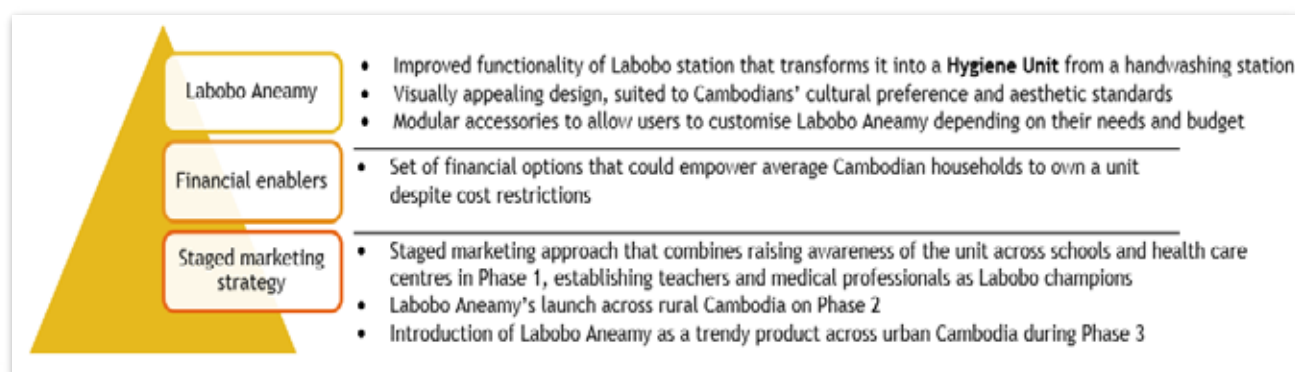 Labobo Aneamy
• Improved functionality of Labobo station that transforms it into a Hygiene Unit from a handwashing station
• Visually appealing design, suited to Cambodians' cultural preference and aesthetic standards
• Modular accessories to allow users to customise Labobo Aneamy depending on their needs and budget
Financial enablers
• Set of financial options that could empower average Cambodian households to own a unit
despite cost restrictions
Staged marketing
strategy
• Staged marketing approach that combines raising awareness of the unit across schools and health care
centres in Phase 1, establishing teachers and medical professionals as Labobo champions
• Labobo Aneamy's launch across rural Cambodia on Phase 2
• Introduction of Labobo Aneamy as a trendy product across urban Cambodia during Phase 3